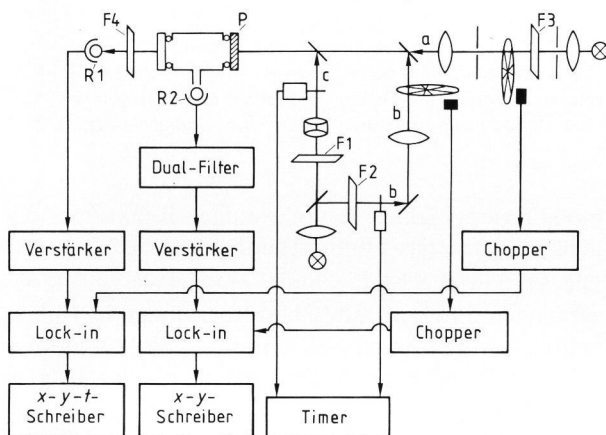 F4
P
F3
a
R1
R2
c
b
F1
F2
b
Dual-Filter
Verstärker
Verstärker
Chopper
Lock-in
Lock-in
Chopper
x-y-t-
Schreiber
x-y-
Schreiber
Timer